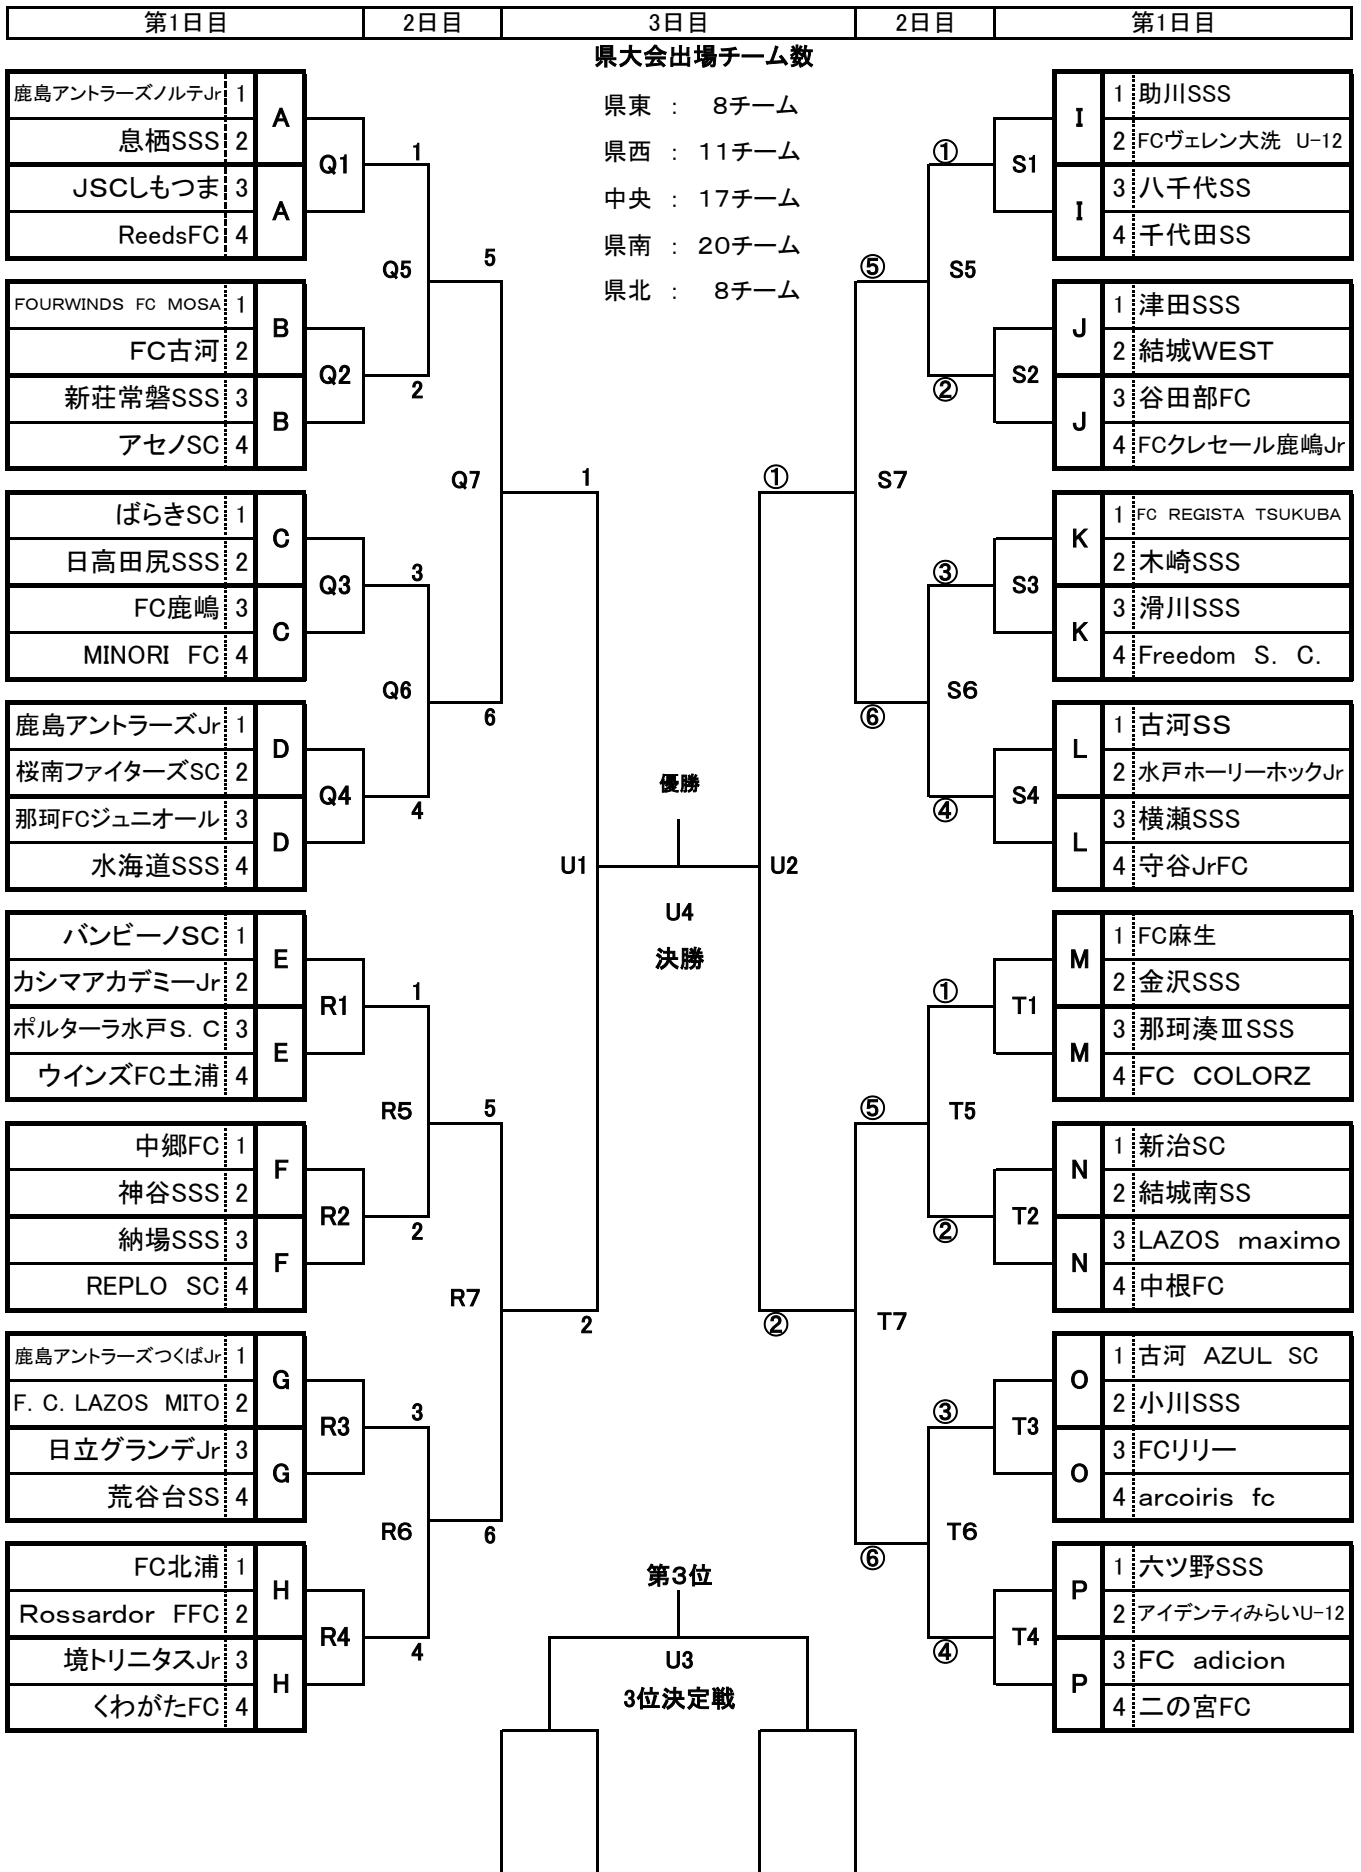 第1日目 2日目 3日目 2日目 第1日目
県大会出場チーム数
県東 : 8チーム
県西 : 11チーム
中央 : 17チーム
県南 : 20チーム
県北 : 8チーム
鹿島アントラーズノルテJr 1
息栖SSS 2
JSCしもつま 3
ReedsFC 4
A
A
Q1
1
FOURWINDS FC MOSA 1
FC古河 2
新荘常磐SSS 3
アセノSC 4
B
B
Q2
2
Q5
5
ばらきSC 1
日高田尻SSS 2
FC鹿嶋 3
MINORI FC 4
C
C
Q3
3
鹿島アントラーズJr 1
桜南ファイターズSC 2
那珂FCジュニオール 3
水海道SSS 4
D
D
Q4
4
Q6
6
Q7
1
バンビーノSC 1
カシマアカデミーJr 2
ポルターラ水戸S.C 3
ウインズFC土浦 4
E
E
R1
1
中郷FC 1
神谷SSS 2
納場SSS 3
REPLO SC 4
F
F
R2
2
R5
5
鹿島アントラーズつくばJr 1
F.C.LAZOS MITO 2
日立グランデJr 3
荒谷台SS 4
G
G
R3
3
FC北浦 1
Rossardor FFC 2
境トリニタスJr 3
くわがたFC 4
H
H
R4
4
R6
6
R7
2
U1
優勝
U4
決勝
U2
第3位
U3
3位決定戦
I
I
1 助川SSS
2 FCヴェレン大洗 U-12
3 八千代SS
4 千代田SS
S1
①
J
J
1 津田SSS
2 結城WEST
3 谷田部FC
4 FCクレセール鹿嶋Jr
S2
②
S5
⑤
K
K
1 FC REGISTA TSUKUBA
2 木崎SSS
3 滑川SSS
4 Freedom S. C.
S3
③
L
L
1 古河SS
2 水戸ホーリーホックJr
3 横瀬SSS
4 守谷JrFC
S4
④
S6
⑥
S7
①
M
M
1 FC麻生
2 金沢SSS
3 那珂湊ⅢSSS
4 FC COLORZ
T1
①
N
N
1 新治SC
2 結城南SS
3 LAZOS maximo
4 中根FC
T2
②
T5
⑤
O
O
1 古河 AZUL SC
2 小川SSS
3 FCリリー
4 arcoiris fc
T3
③
P
P
1 六ツ野SSS
2 アイデンティみらいU-12
3 FC adicion
4 二の宮FC
T4
④
T6
⑥
T7
②